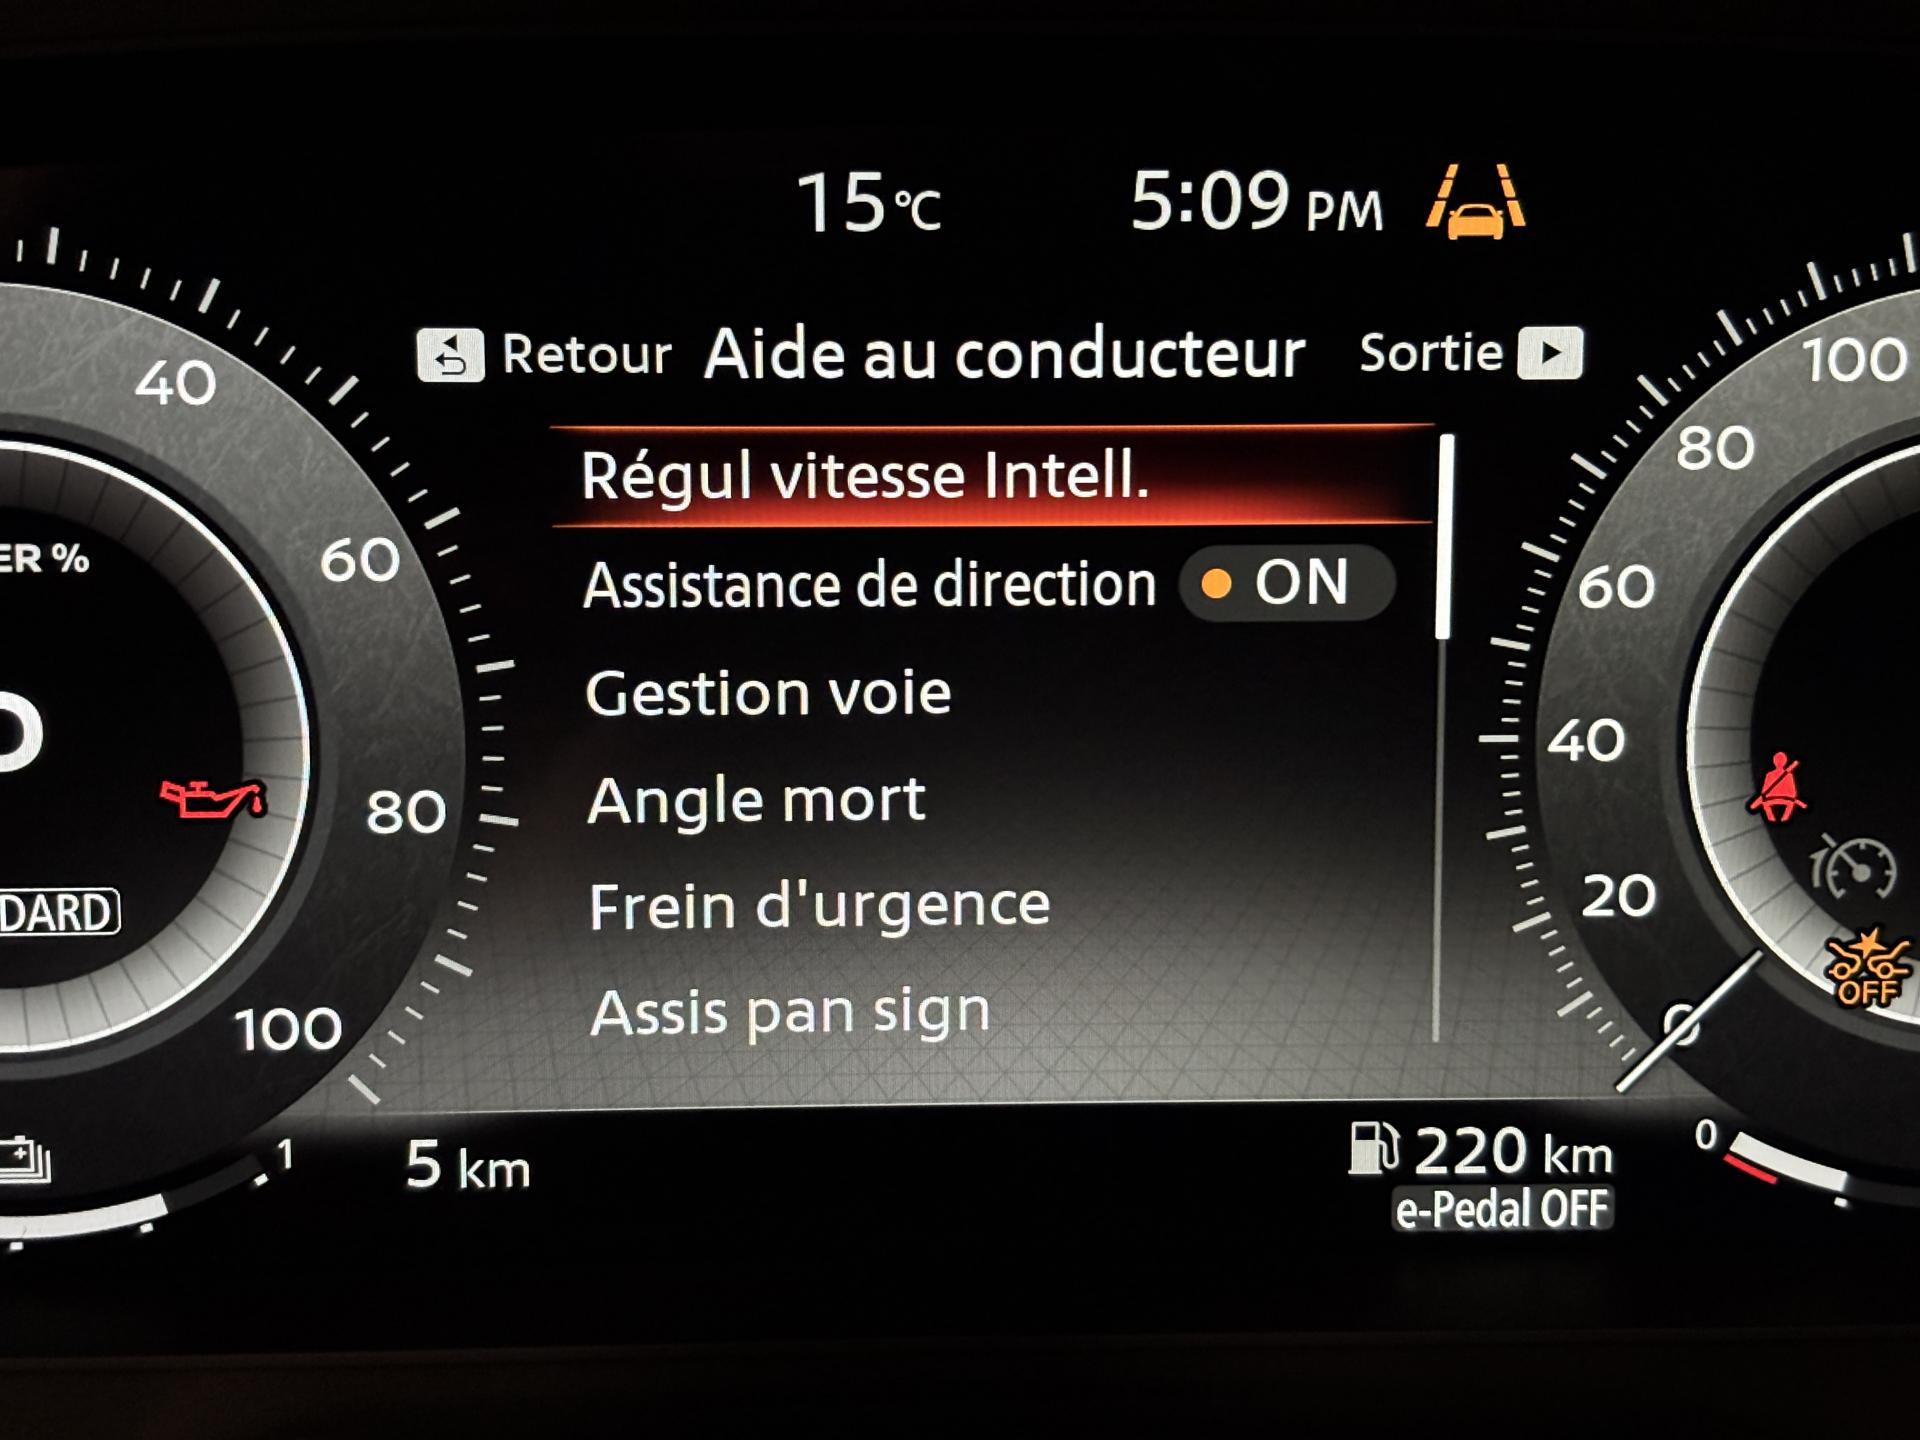 15°C 5:09 PM
Retour Aide au conducteur Sortie
Régul vitesse Intell.
Assistance de direction ON
Gestion voie
Angle mort
Frein d'urgence
Assis pan sign
40
60
80
100
ER %
DARD
1
100
80
60
40
20
0
OFF
0
5 km
220 km
e-Pedal OFF